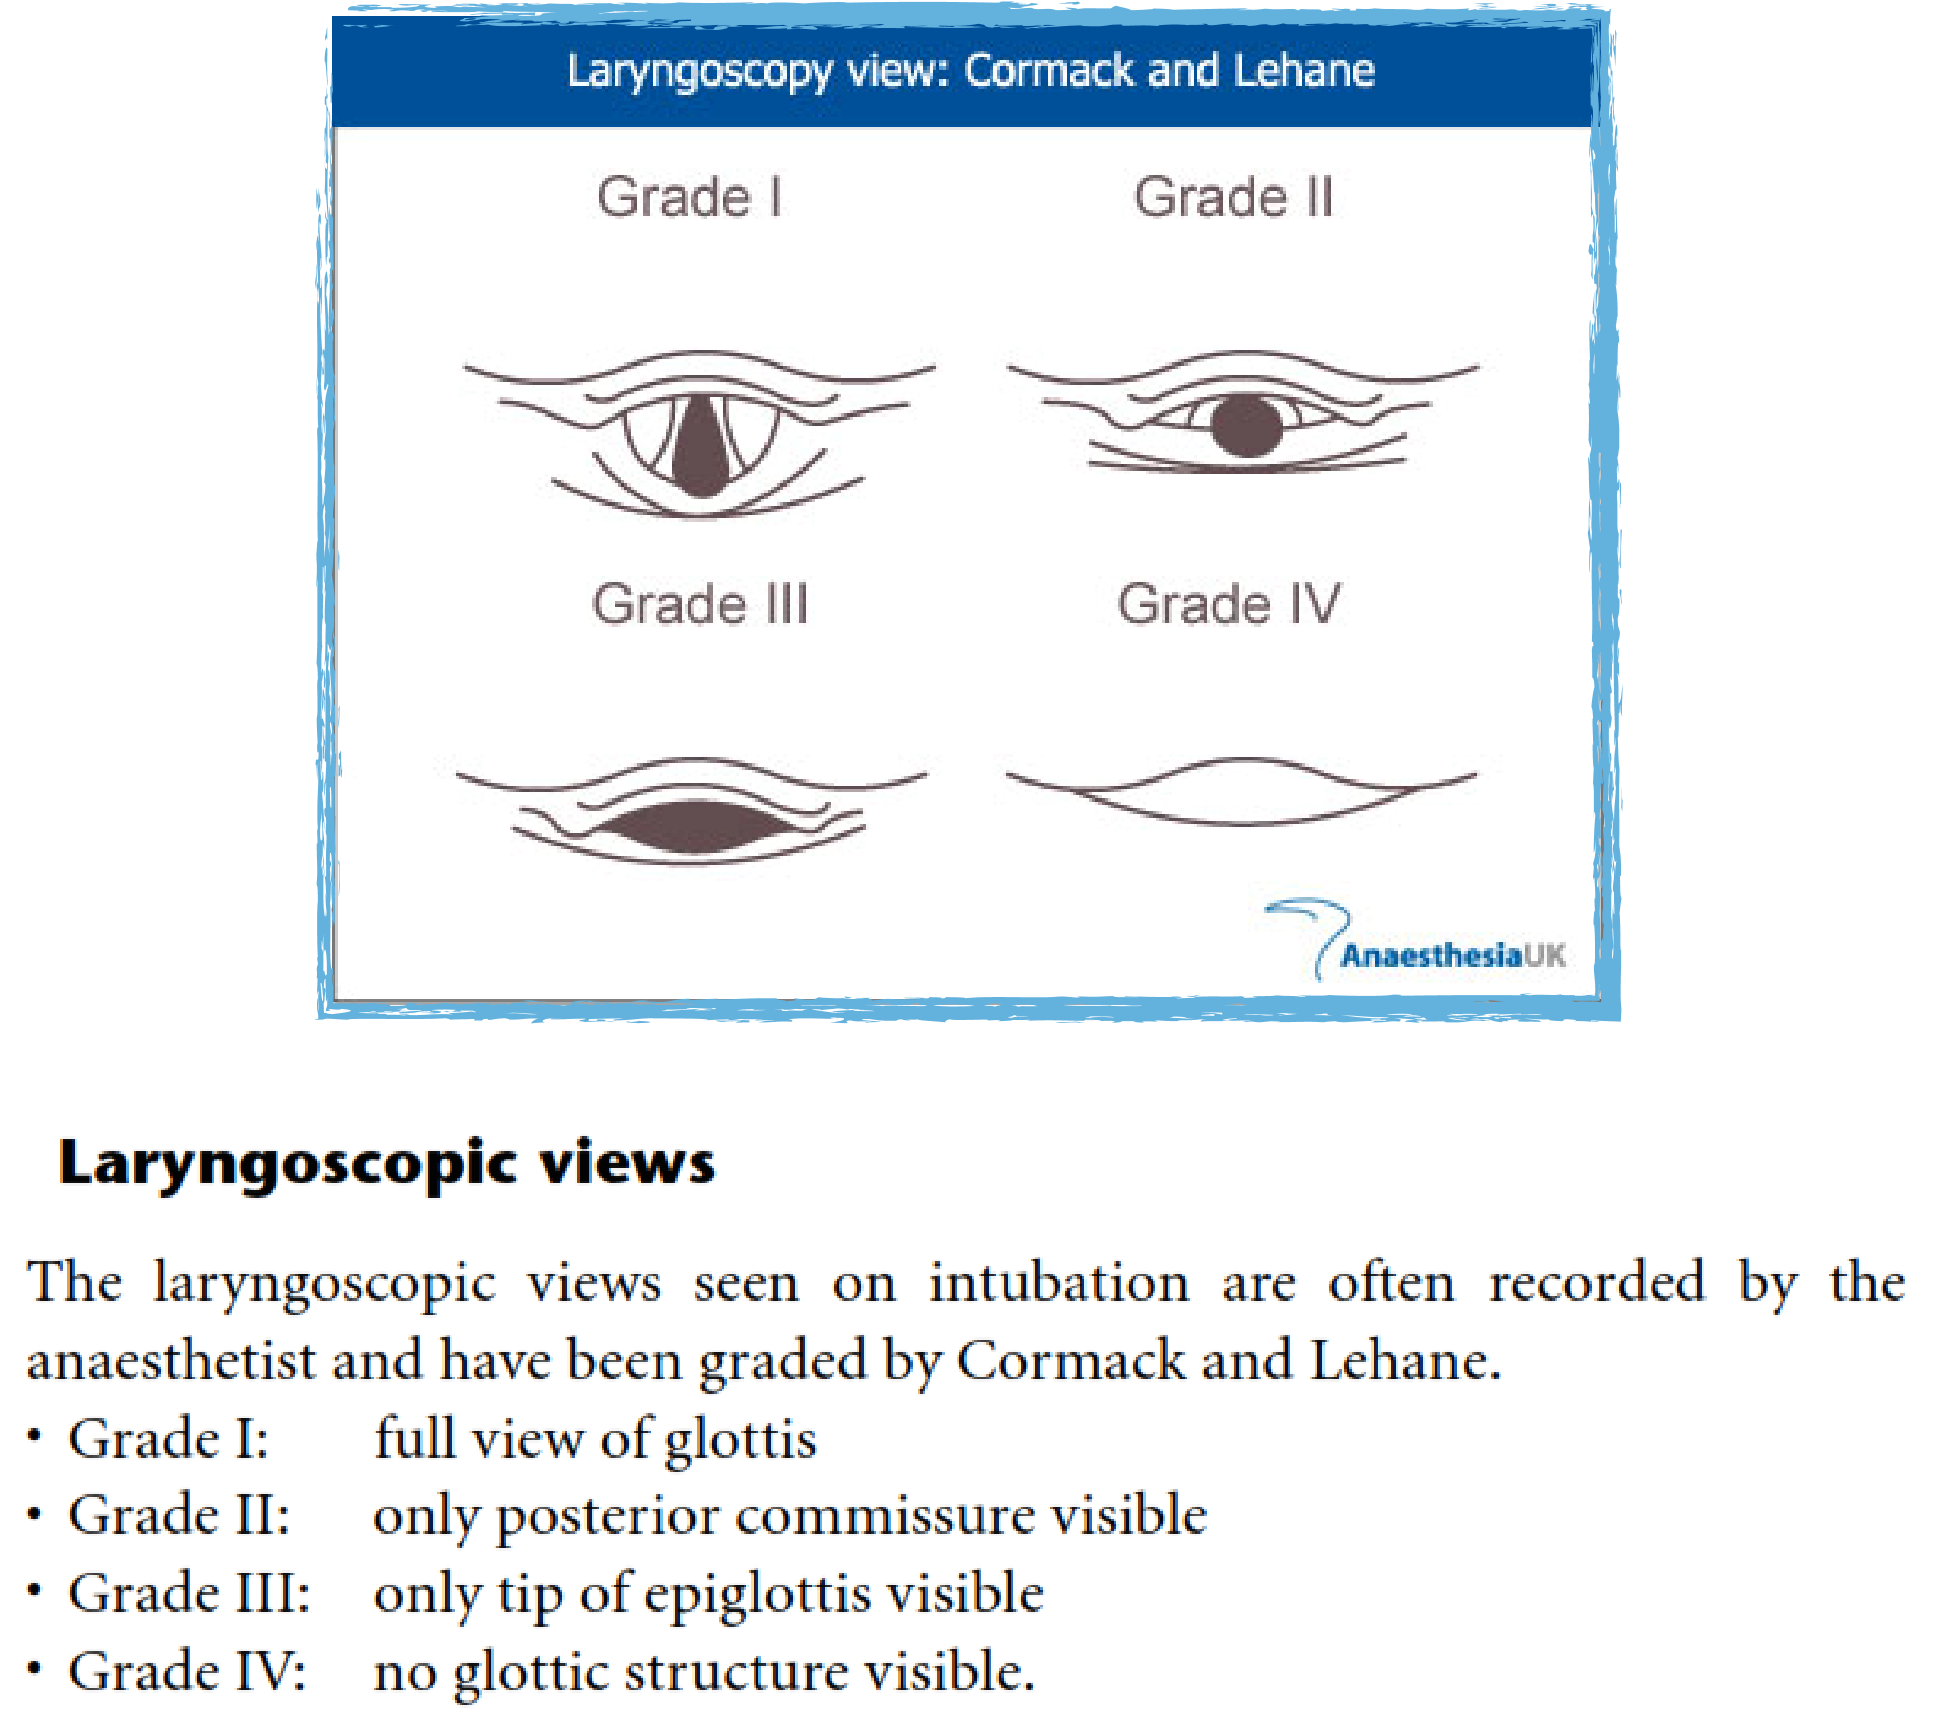 Laryngoscopy view: Cormack and Lehane
Grade I
Grade II
Grade III
Grade IV
AnaesthesiaUK
Laryngoscopic views
The laryngoscopic views seen on intubation are often recorded by the
anaesthetist and have been graded by Cormack and Lehane.
• Grade I: full view of glottis
• Grade II: only posterior commissure visible
• Grade III: only tip of epiglottis visible
• Grade IV: no glottic structure visible.